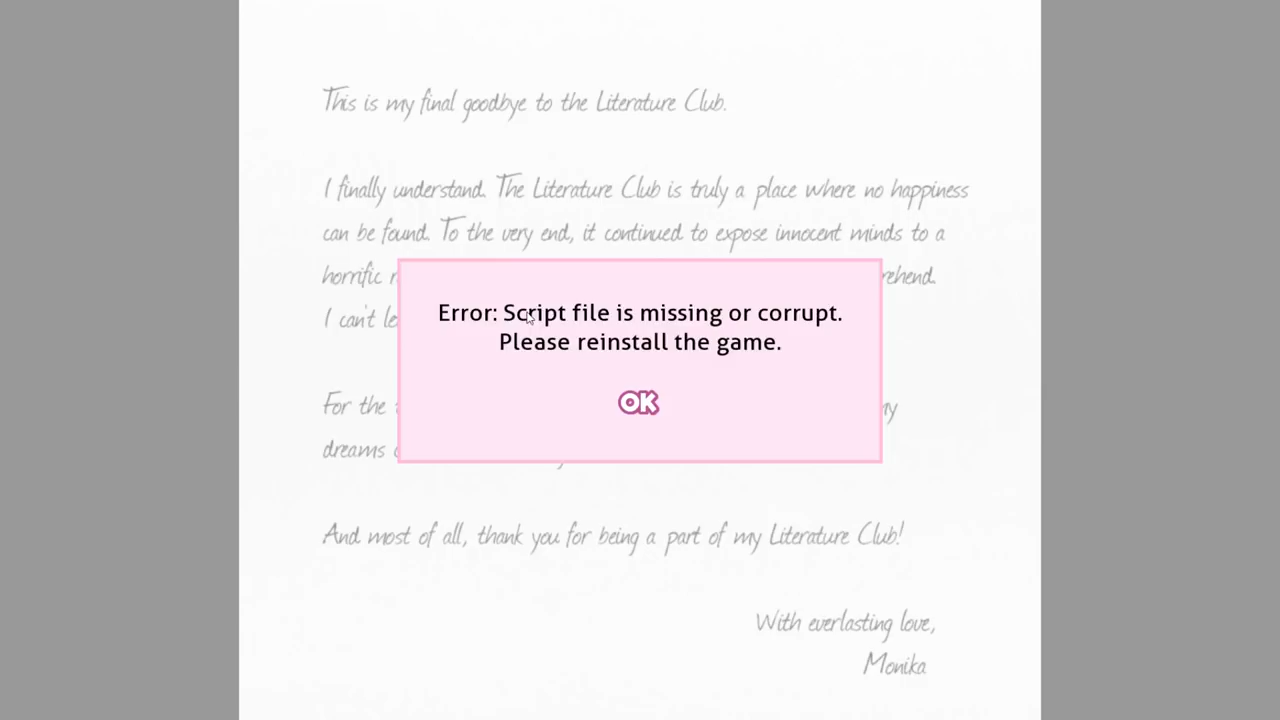 This is my final goodbye to the Literature Club.
I finally understand. The Literature Club is truly a place where no happiness
can be found. To the very end, it continued to expose innocent minds to a
horrific
I can't
Error: Script file is missing or corrupt.
Please reinstall the game.
OK
For the
dreams
And most of all, thank you for being a part of my Literature Club!
With everlasting love,
Monika